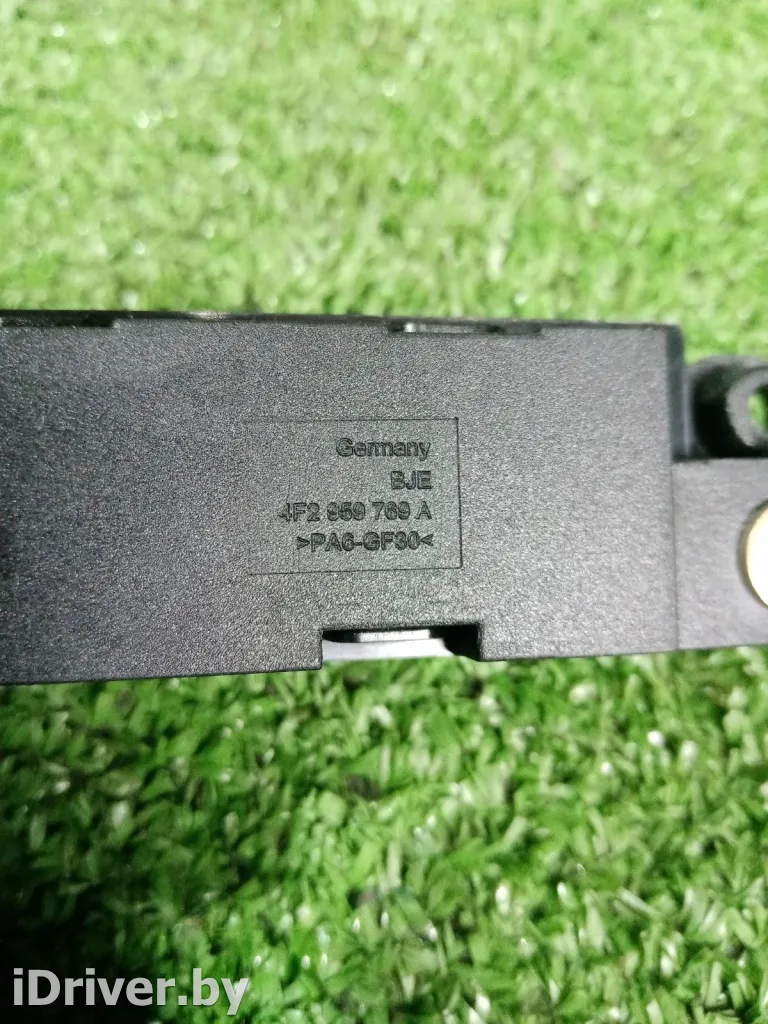 Germany
BJE
4F2 959 769 A
>PA6-GF30<
iDriver.by